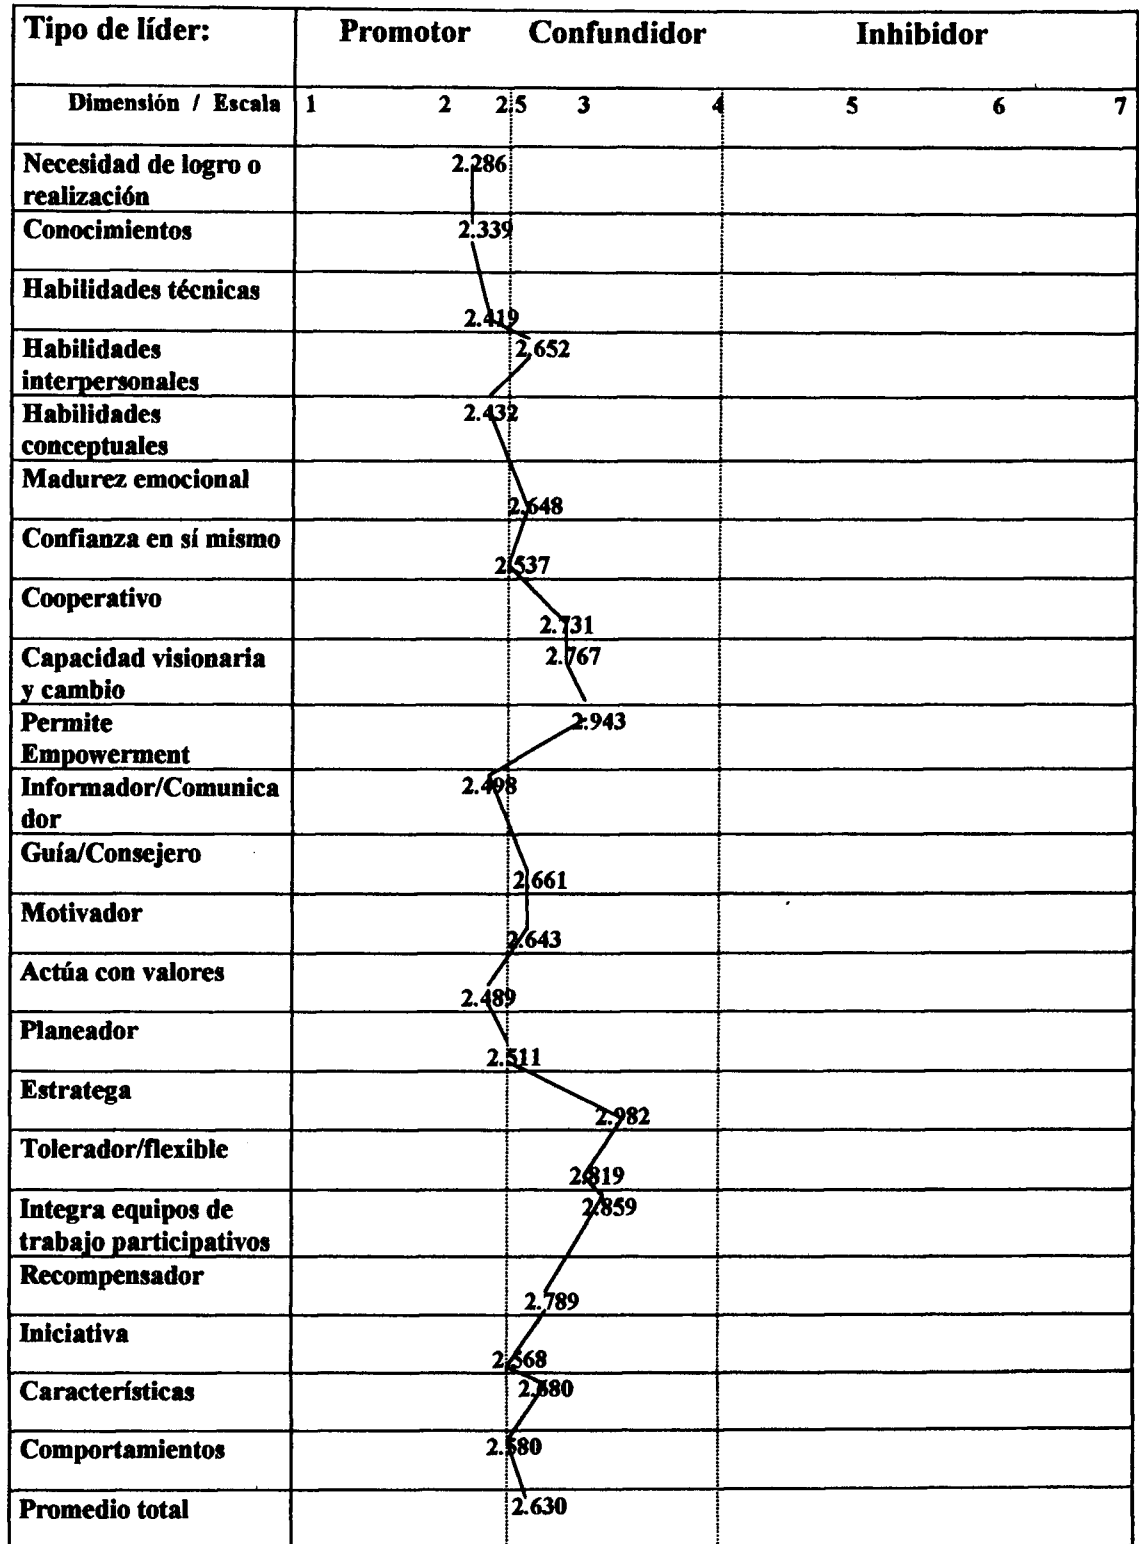 Tipo de líder: Promotor Confundidor Inhibidor
Dimensión / Escala 1 2 2.5 3 4 5 6 7
Necesidad de logro o 2.286
realización
Conocimientos 2.339
Habilidades técnicas
2.419
Habilidades 2.652
interpersonales
Habilidades 2.432
conceptuales
Madurez emocional
2.648
Confianza en sí mismo
2.537
Cooperativo
2.731
Capacidad visionaria 2.767
y cambio
Permite 2.943
Empowerment
Informador/Comunica 2.498
dor
Guía/Consejero
2.661
Motivador
2.643
Actúa con valores
2.489
Planeador
2.511
Estratega
2.982
Tolerador/flexible
2.819
Integra equipos de 2.859
trabajo participativos
Recompensador
2.789
Iniciativa
2.568
Características 2.680
Comportamientos 2.580
Promedio total 2.630